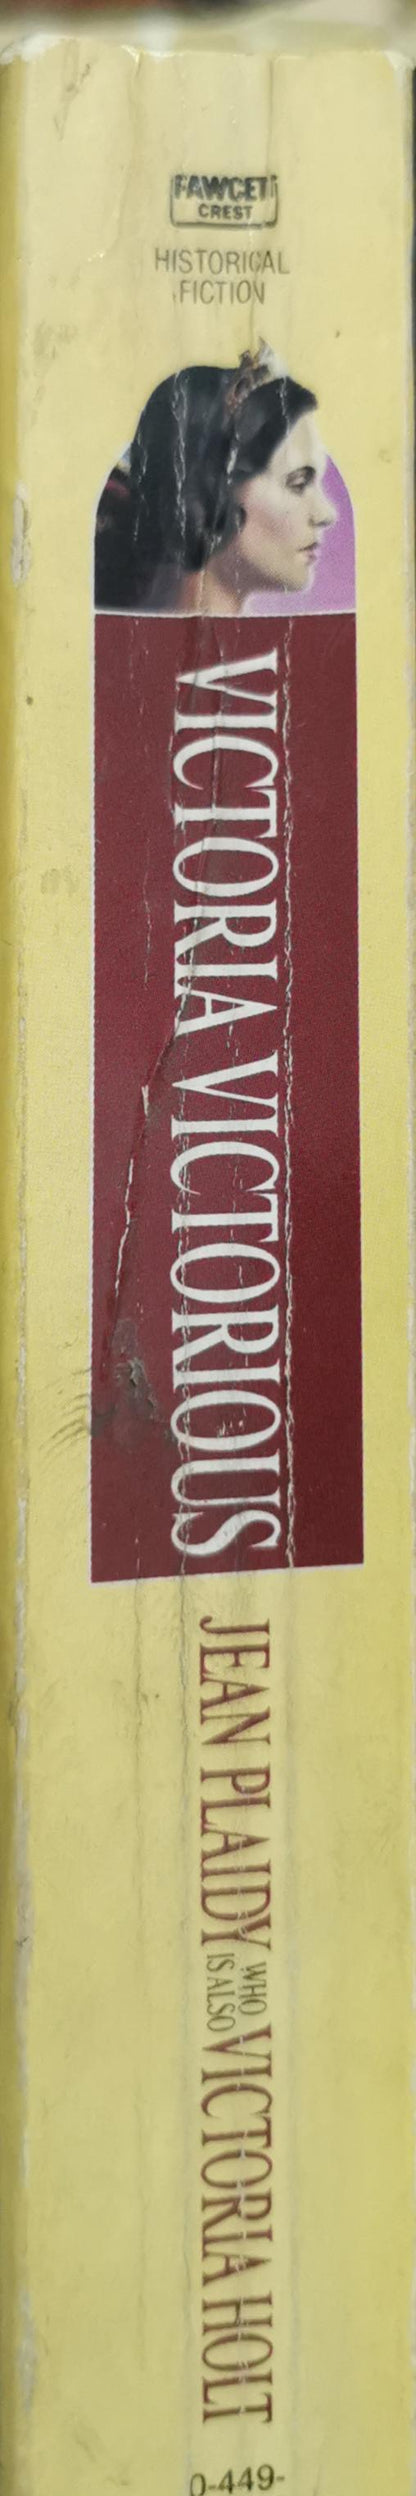 FAWCETT
CREST
HISTORICAL
FICTION
VICTORIA VICTORIOUS
JEAN PLAIDY WHO IS ALSO VICTORIA HOLT
0-449-